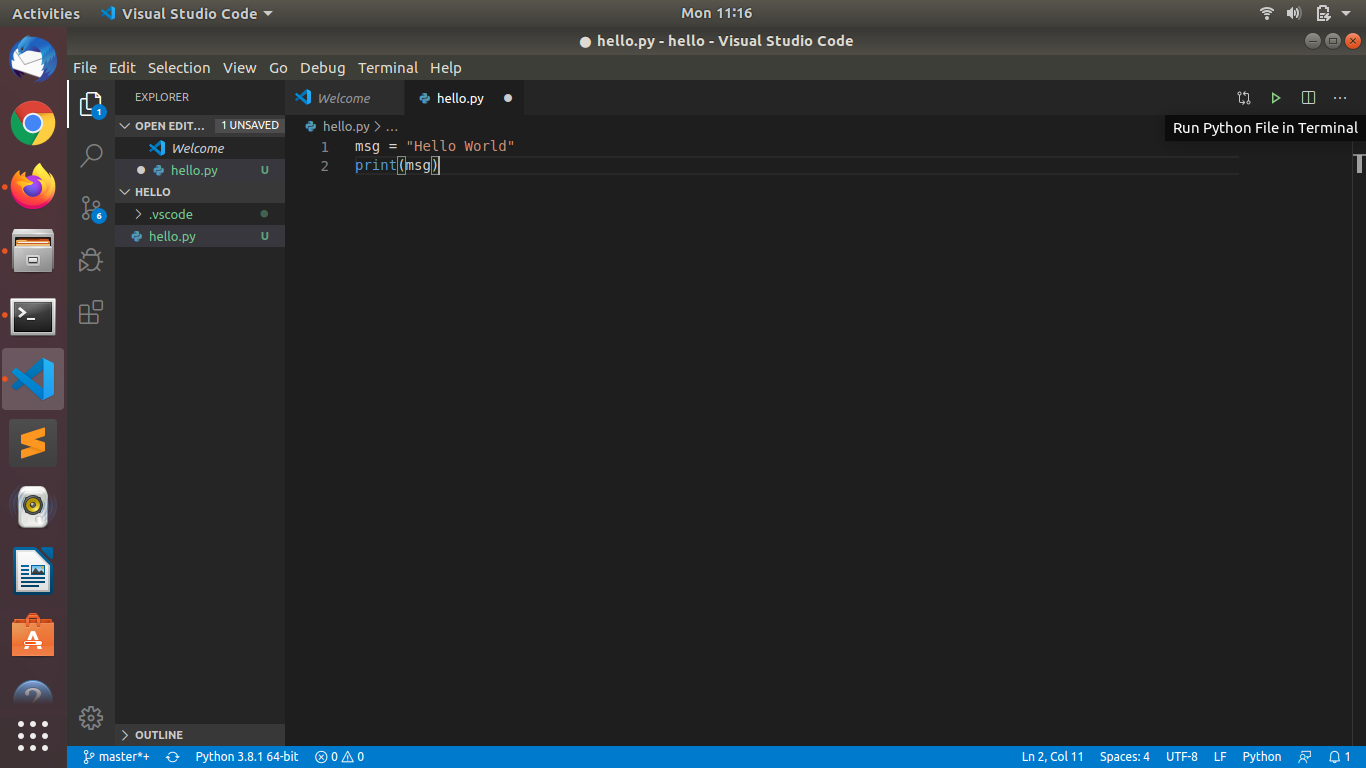 Activities Visual Studio Code Mon 11:16
● hello.py - hello - Visual Studio Code
File Edit Selection View Go Debug Terminal Help
EXPLORER
1
OPEN EDIT... 1 UNSAVED
Welcome
hello.py U
HELLO
.vscode
hello.py U
6
OUTLINE
Welcome hello.py
Run Python File in Terminal
hello.py > ...
1 msg = "Hello World"
2 print(msg)
master*+ Python 3.8.1 64-bit 0 0 Ln 2, Col 11 Spaces: 4 UTF-8 LF Python 1